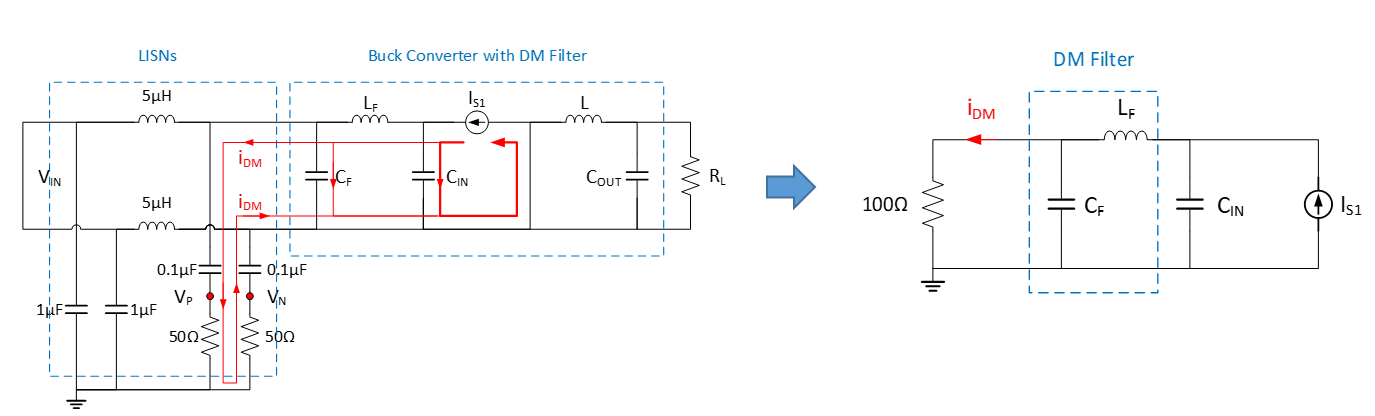 LISNs
Buck Converter with DM Filter
DM Filter
5µH
L_F
I_S1
L
i_DM
L_F
V_IN
i_DM
C_F
C_IN
C_OUT
R_L
100Ω
C_F
C_IN
I_S1
5µH
i_DM
0.1µF
0.1µF
V_P
V_N
1µF
1µF
50Ω
50Ω